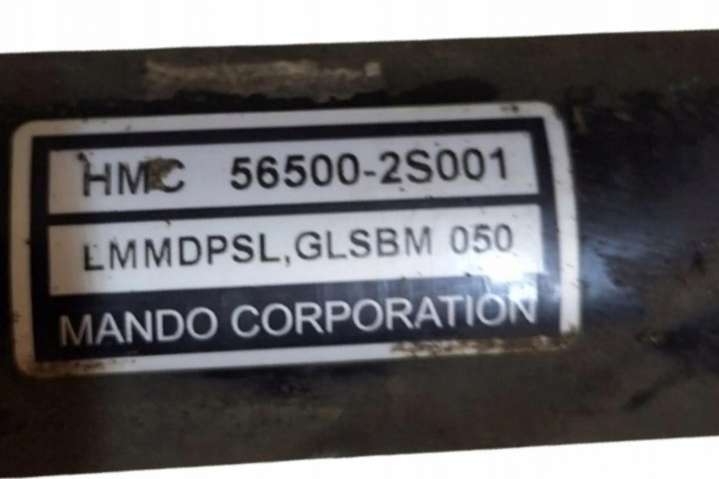 HMC 56500-2S001
LMMDPSL,GLSBM 050
MANDO CORPORATION